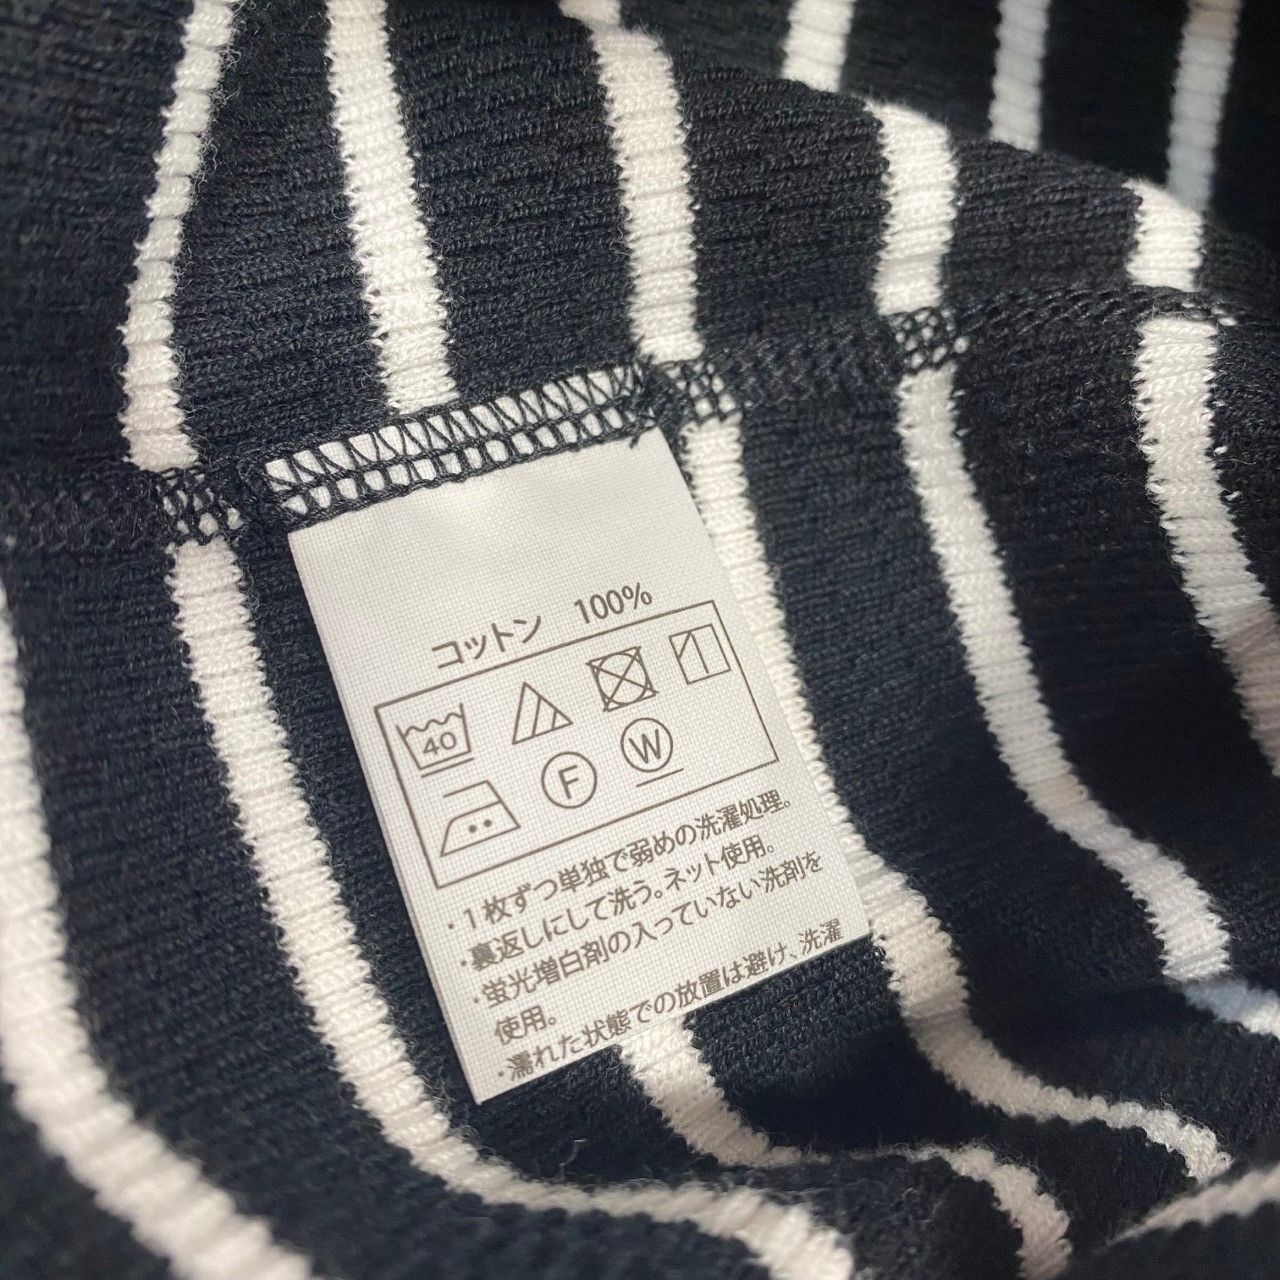 コットン 100%
40
F
W
・1枚ずつ単独で弱めの洗濯処理。
・裏返しにして洗う。ネット使用。
・蛍光増白剤の入っていない洗剤を
使用。
・濡れた状態での放置は避け、洗濯